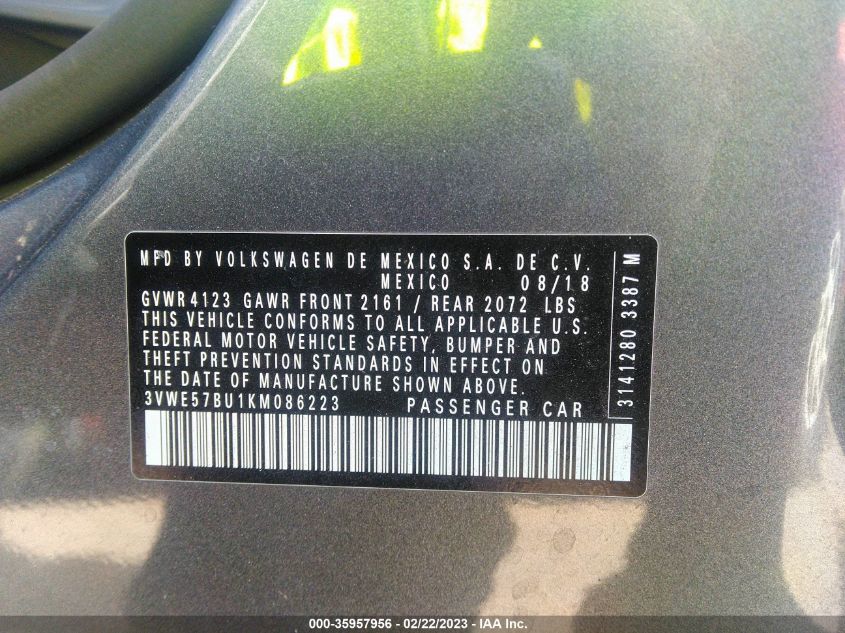 MFD BY VOLKSWAGEN DE MEXICO S.A. DE C.V.
MEXICO 08/18
GVWR 4123 GAWR FRONT 2161 / REAR 2072 LBS
THIS VEHICLE CONFORMS TO ALL APPLICABLE U.S.
FEDERAL MOTOR VEHICLE SAFETY, BUMPER AND
THEFT PREVENTION STANDARDS IN EFFECT ON
THE DATE OF MANUFACTURE SHOWN ABOVE.
3VWE57BU1KM086223 PASSENGER CAR
3141280 3387 M
000-35957956 - 02/22/2023 - IAA Inc.